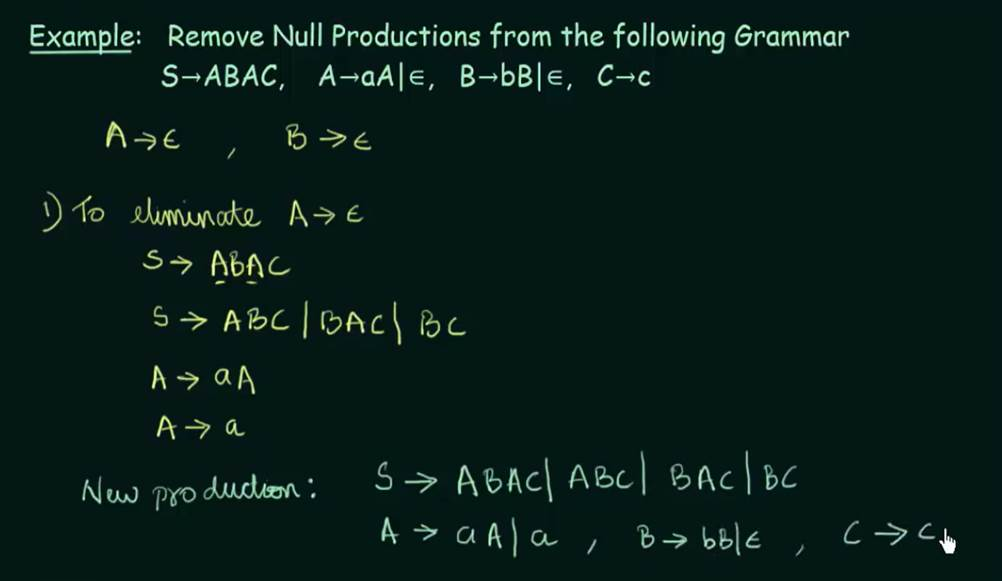 Example: Remove Null Productions from the following Grammar
S→ABAC, A→aA|∈, B→bB|∈, C→c
A→ϵ , B→ϵ
1) To eliminate A→ϵ
S→ ABAC
S→ ABC | BAC | BC
A→ aA
A→ a
New production: S→ ABAC| ABC| BAC|BC
A→ aA|a , B→ bB|ϵ , C→c